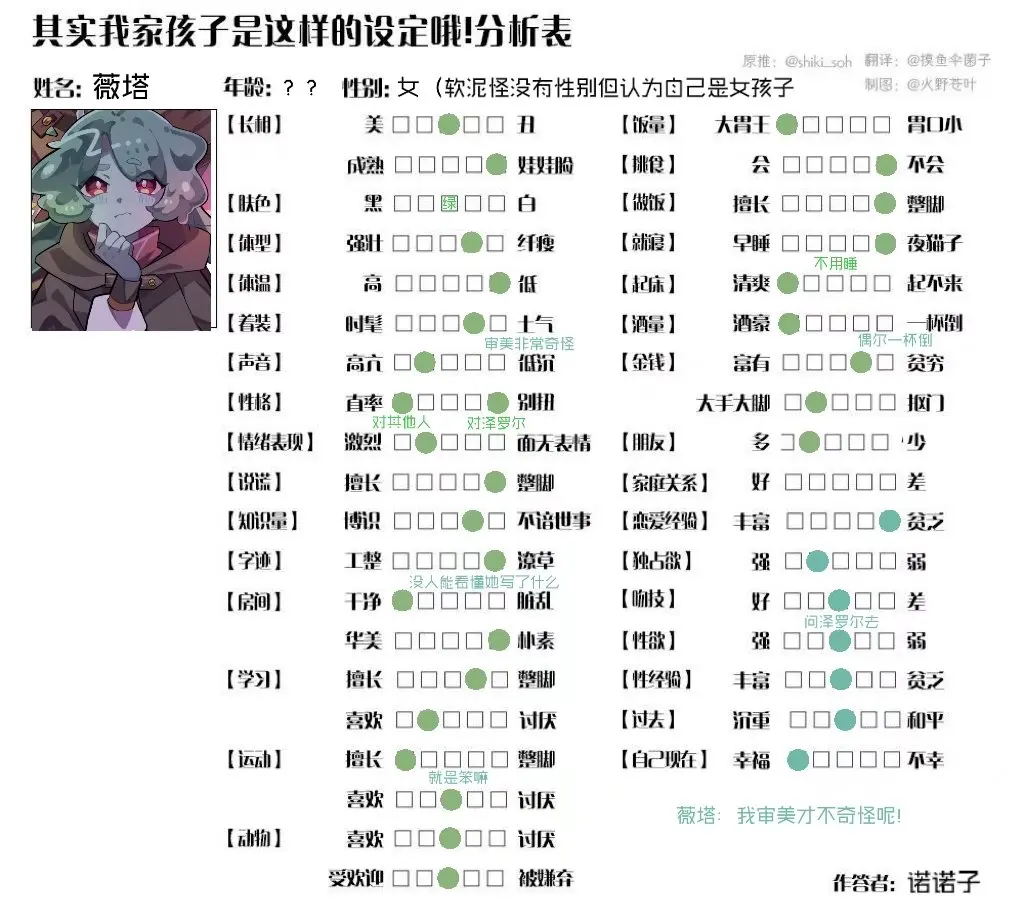 其实我家孩子是这样的设定哦!分析表
原推：@shiki_soh 翻译：@摸鱼伞菌子
制图：@火野苍叶
姓名：薇塔 年龄：？？ 性别：女（软泥怪没有性别但认为自己是女孩子
【长相】 美 丑 【饭量】 大胃王 胃口小
成熟 娃娃脸 【挑食】 会 不会
【肤色】 黑 绿 白 【做饭】 擅长 蹩脚
【体型】 强壮 纤瘦 【就寝】 早睡 夜猫子
不用睡
【体温】 高 低 【起床】 清爽 起不来
【着装】 时髦 土气 【酒量】 酒豪 一杯倒
审美非常奇怪 偶尔一杯倒
【声音】 高亢 低沉 【金钱】 富有 贫穷
【性格】 直率 别扭 大手大脚 抠门
对其他人 对泽罗尔
【情绪表现】 激烈 面无表情 【朋友】 多 少
【说谎】 擅长 蹩脚 【家庭关系】 好 差
【知识量】 博识 不谙世事 【恋爱经验】 丰富 贫乏
【字迹】 工整 潦草 【独占欲】 强 弱
没人能看懂她写了什么
【房间】 干净 脏乱 【吻技】 好 差
问泽罗尔去
华美 朴素 【性欲】 强 弱
【学习】 擅长 蹩脚 【性经验】 丰富 贫乏
喜欢 讨厌 【过去】 沉重 和平
【运动】 擅长 蹩脚 【自己现在】 幸福 不幸
就是笨嘛
喜欢 讨厌
薇塔：我审美才不奇怪呢!
【动物】 喜欢 讨厌
受欢迎 被嫌弃
作答者：诺诺子